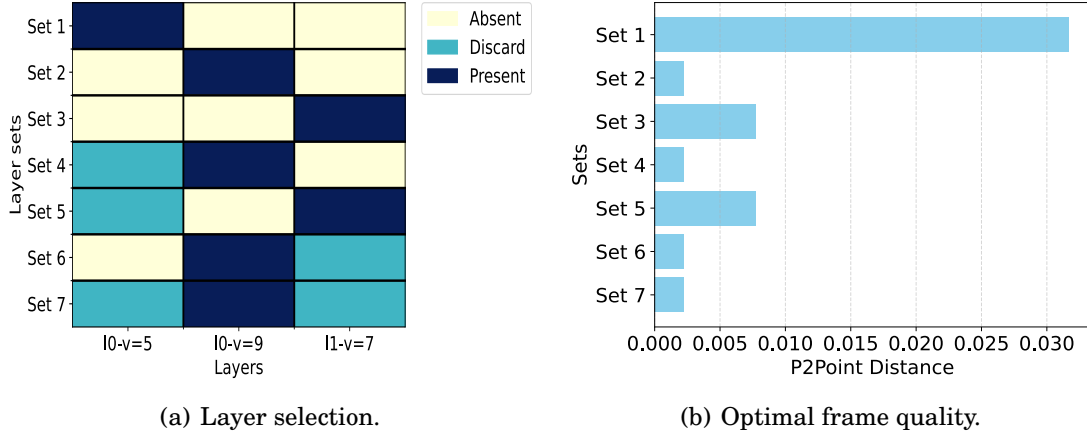 Set 1
Set 2
Set 3
Set 4
Set 5
Set 6
Set 7
Layer sets
l0-v=5 l0-v=9 l1-v=7
Layers
Absent
Discard
Present
(a) Layer selection.
Set 1
Set 2
Set 3
Set 4
Set 5
Set 6
Set 7
Sets
0.000 0.005 0.010 0.015 0.020 0.025 0.030
P2Point Distance
(b) Optimal frame quality.